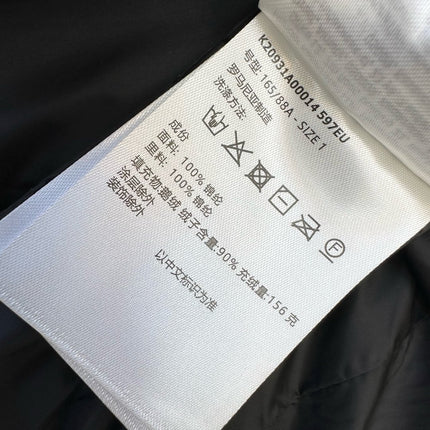 K20931A00014 597EU
号型: 165/88A - SIZE 1
罗马尼亚制造
洗涤方法:
成份
面料: 100% 锦纶
里料: 100% 锦纶
填充物:鹅绒 绒子含量:90% 充绒量:156 克
涂层除外
装饰除外
以中文标识为准